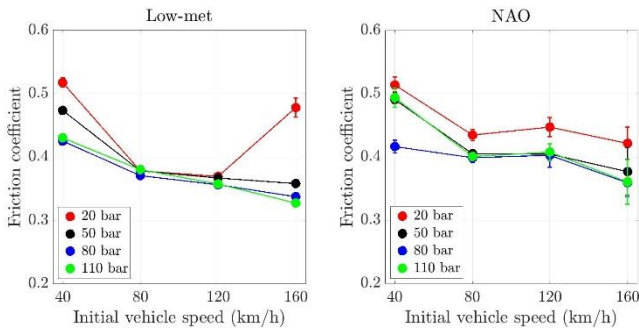 Low-met
Friction coefficient
0.6
0.5
0.4
0.3
0.2
20 bar
50 bar
80 bar
110 bar
40
80
120
160
Initial vehicle speed (km/h)
NAO
Friction coefficient
0.6
0.5
0.4
0.3
0.2
20 bar
50 bar
80 bar
110 bar
40
80
120
160
Initial vehicle speed (km/h)